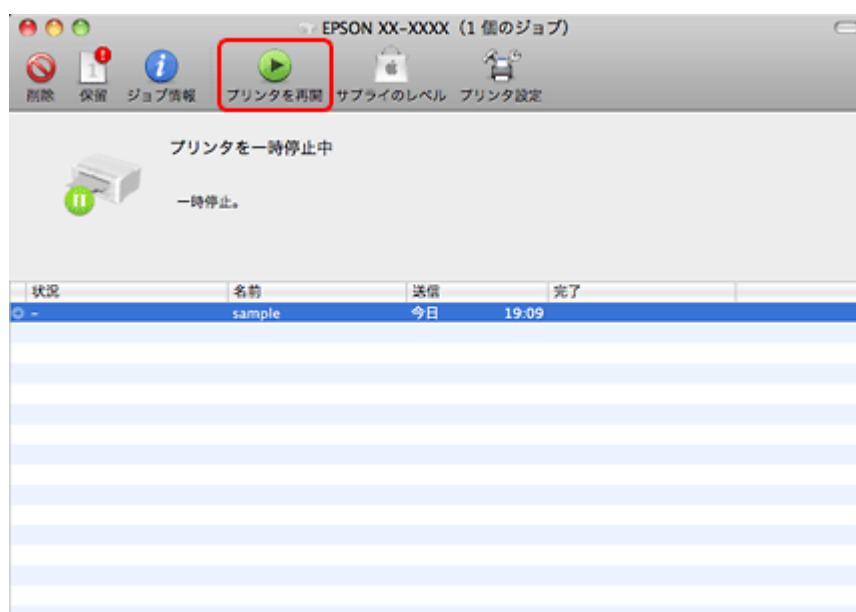 EPSON XX-XXXX（1 個のジョブ）
削除 保留 ジョブ情報 プリンタを再開 サプライのレベル プリンタ設定
プリンタを一時停止中
一時停止。
状況 名前 送信 完了
- sample 今日 19:09